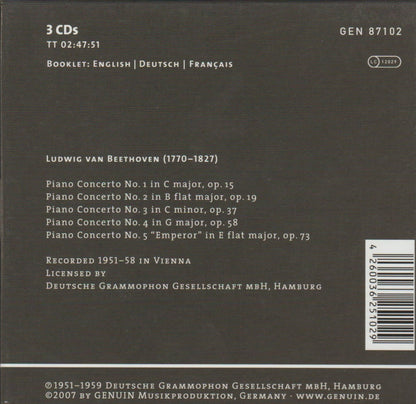 3 CDs
TT 02:47:51
GEN 87102
Booklet: English | Deutsch | Français
LC 12029
Ludwig van Beethoven (1770–1827)
Piano Concerto No. 1 in C major, op. 15
Piano Concerto No. 2 in B flat major, op. 19
Piano Concerto No. 3 in C minor, op. 37
Piano Concerto No. 4 in G major, op. 58
Piano Concerto No. 5 “Emperor” in E flat major, op. 73
Recorded 1951–58 in Vienna
Licensed by
Deutsche Grammophon Gesellschaft mbH, Hamburg
4 260036 251029
℗1951–1959 Deutsche Grammophon Gesellschaft mbH, Hamburg
©2007 by GENUIN Musikproduktion, Germany · www.genuin.de